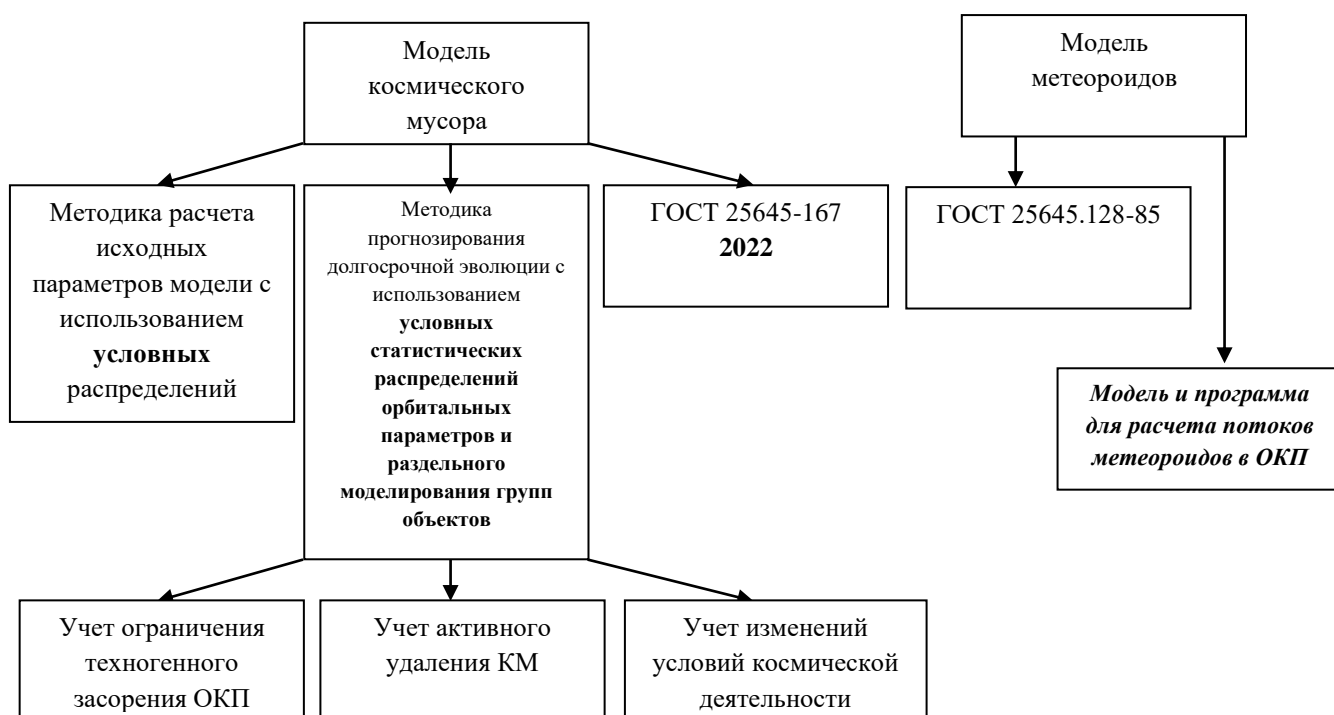 Модель
космического
мусора
Модель
метеороидов
Методика расчета
исходных
параметров модели с
использованием
условных
распределений
Методика
прогнозирования
долгосрочной эволюции с
использованием
условных
статистических
распределений
орбитальных
параметров и
раздельного
моделирования групп
объектов
ГОСТ 25645-167
2022
ГОСТ 25645.128-85
Модель и программа
для расчета потоков
метеороидов в ОКП
Учет ограничения
техногенного
засорения ОКП
Учет активного
удаления КМ
Учет изменений
условий космической
деятельности